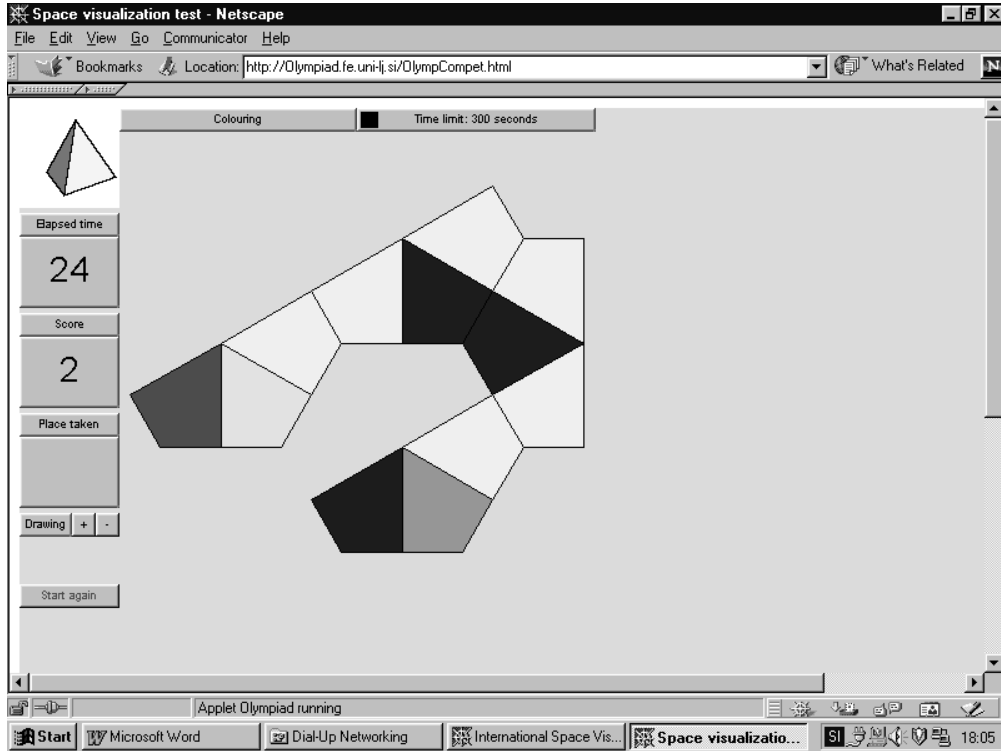 Space visualization test - Netscape
File Edit View Go Communicator Help
Bookmarks Location: http://Olympiad.fe.uni-lj.si/OlympCompet.html What's Related N
Colouring Time limit: 300 seconds
Elapsed time
24
Score
2
Place taken
Drawing + -
Start again
Applet Olympiad running
Start Microsoft Word Dial-Up Networking International Space Vis... Space visualizatio... SI 18:05